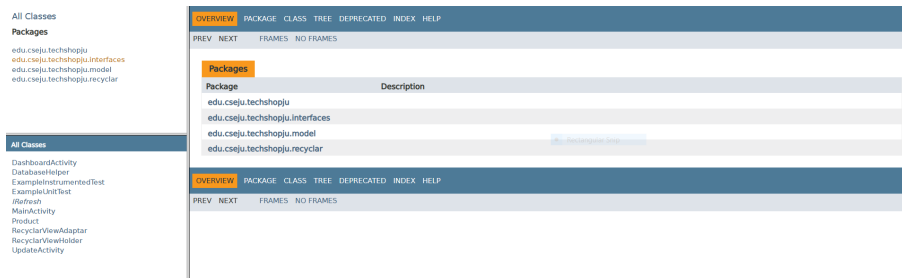 All Classes
Packages
edu.cseju.techshopju
edu.cseju.techshopju.interfaces
edu.cseju.techshopju.model
edu.cseju.techshopju.recyclar
All Classes
DashboardActivity
DatabaseHelper
ExampleInstrumentedTest
ExampleUnitTest
IRefresh
MainActivity
Product
RecyclarViewAdaptar
RecyclarViewHolder
UpdateActivity
OVERVIEW PACKAGE CLASS TREE DEPRECATED INDEX HELP
PREV NEXT FRAMES NO FRAMES
Packages
Package Description
edu.cseju.techshopju
edu.cseju.techshopju.interfaces
edu.cseju.techshopju.model
Rectangular Snip
edu.cseju.techshopju.recyclar
OVERVIEW PACKAGE CLASS TREE DEPRECATED INDEX HELP
PREV NEXT FRAMES NO FRAMES